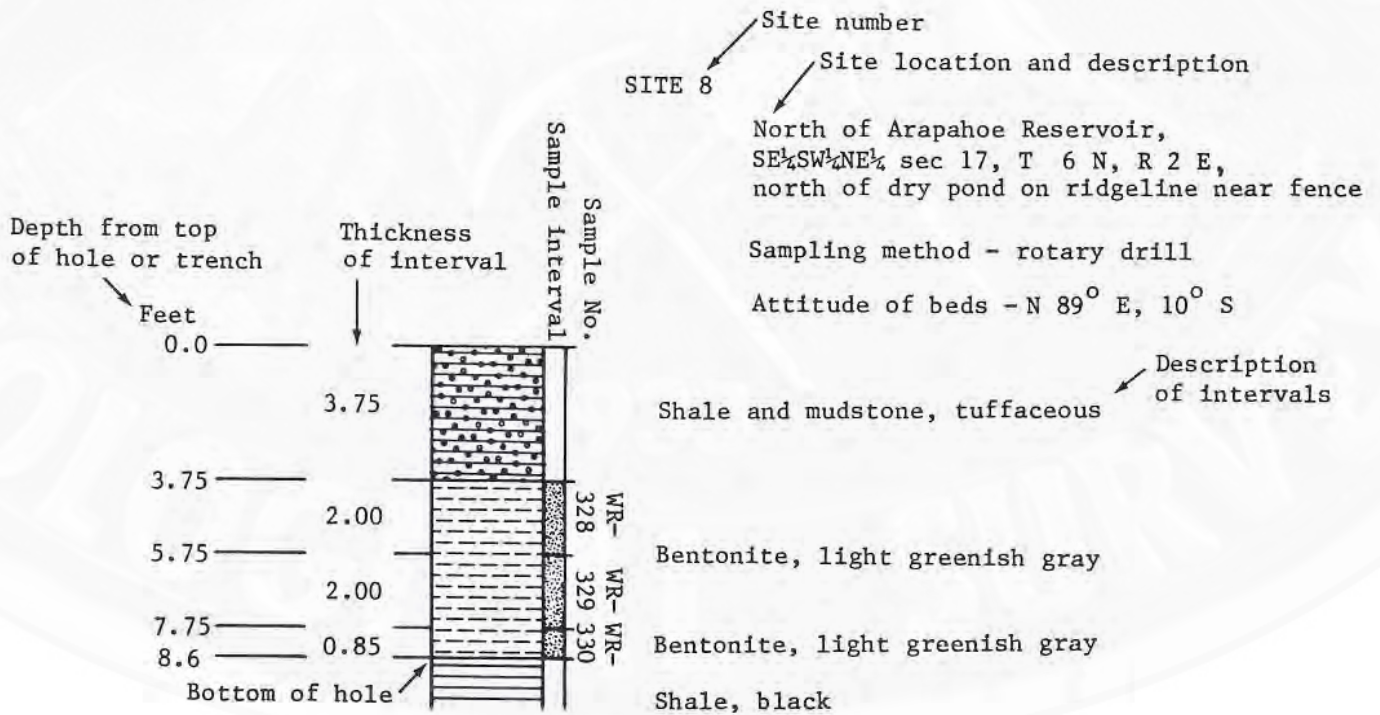 Site number
SITE 8
Site location and description
North of Arapahoe Reservoir,
SE¼SW¼NE¼ sec 17, T 6 N, R 2 E,
north of dry pond on ridgeline near fence
Sampling method - rotary drill
Attitude of beds - N 89° E, 10° S
Depth from top
of hole or trench
Feet
Thickness
of interval
Sample interval
Sample No.
0.0
3.75
Shale and mudstone, tuffaceous
Description
of intervals
3.75
2.00
WR-
328
5.75
Bentonite, light greenish gray
2.00
WR-
329
7.75
0.85
WR-
330
Bentonite, light greenish gray
8.6
Bottom of hole
Shale, black